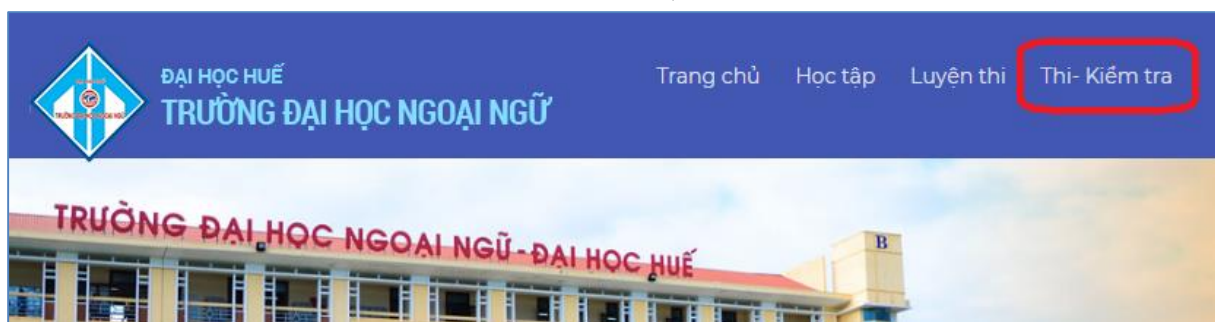 ĐẠI HỌC HUẾ
TRƯỜNG ĐẠI HỌC NGOẠI NGỮ
Trang chủ Học tập Luyện thi Thi- Kiểm tra
TRƯỜNG ĐẠI HỌC NGOẠI NGỮ - ĐẠI HỌC HUẾ
B